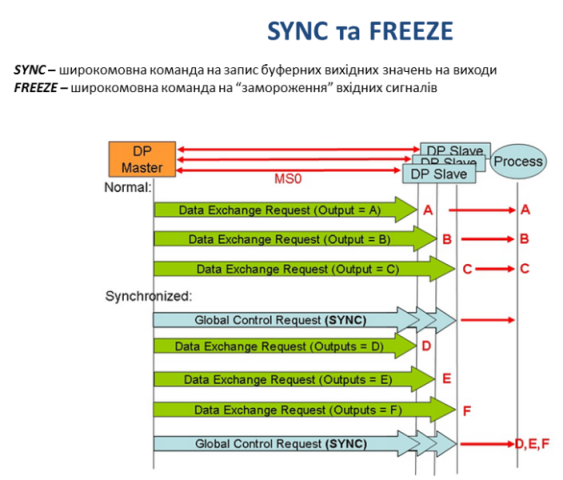 SYNC та FREEZE
SYNC – широкомовна команда на запис буферних вихідних значень на виходи
FREEZE – широкомовна команда на “замороження” вхідних сигналів
DP Master
DP Slave
DP Slave
DP Slave
Process
MS0
Normal:
Data Exchange Request (Output = A) A A
Data Exchange Request (Output = B) B B
Data Exchange Request (Output = C) C C
Synchronized:
Global Control Request (SYNC)
Data Exchange Request (Outputs = D) D
Data Exchange Request (Outputs = E) E
Data Exchange Request (Outputs = F) F
Global Control Request (SYNC) D,E,F